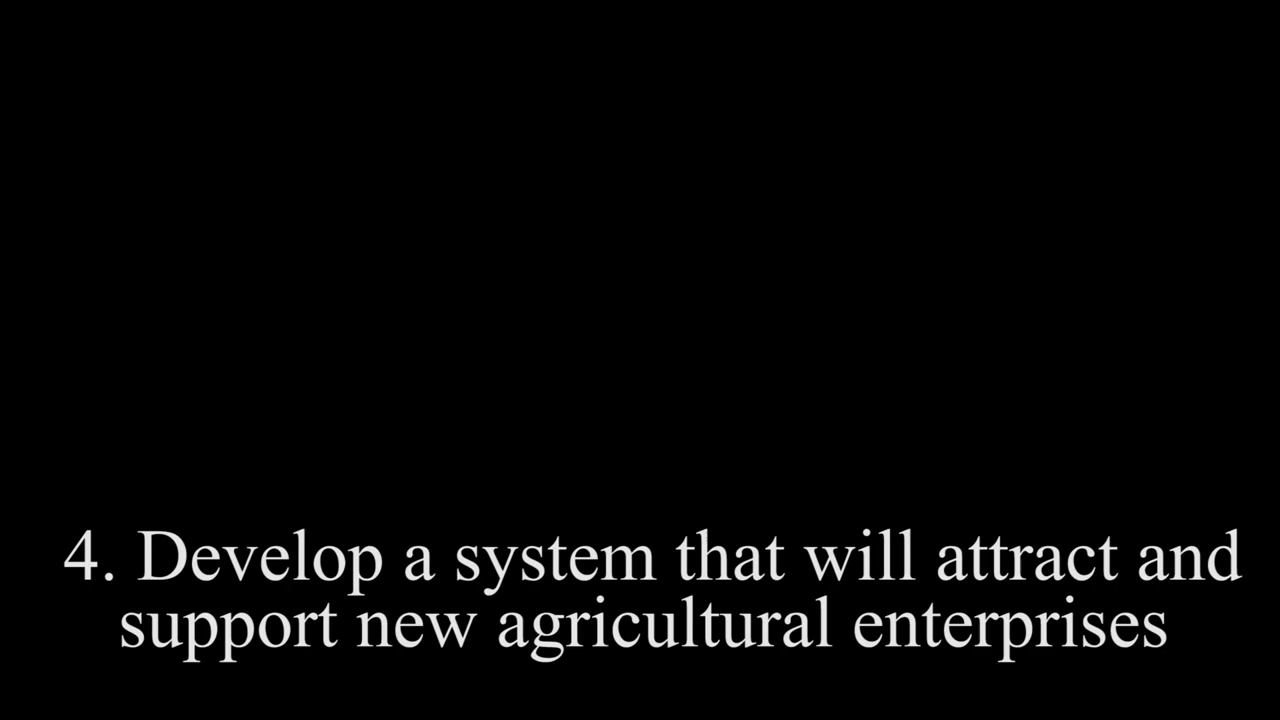 4. Develop a system that will attract and
support new agricultural enterprises